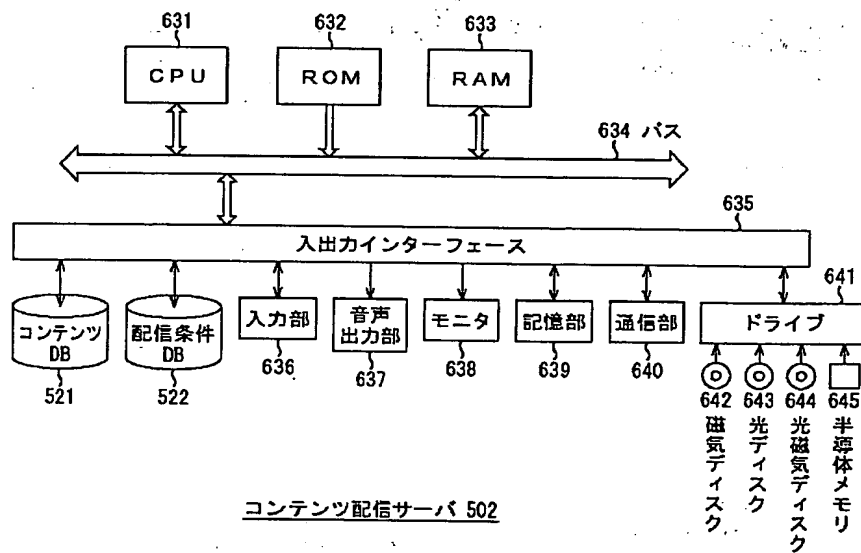 631
632
633
CPU
ROM
RAM
634 バス
635
入出力インターフェース
641
コンテンツ
DB
配信条件
DB
入力部
音声
出力部
モニタ
記憶部
通信部
ドライブ
521
522
636
637
638
639
640
642
643
644
645
磁気ディスク
光ディスク
光磁気ディスク
半導体メモリ
コンテンツ配信サーバ 502